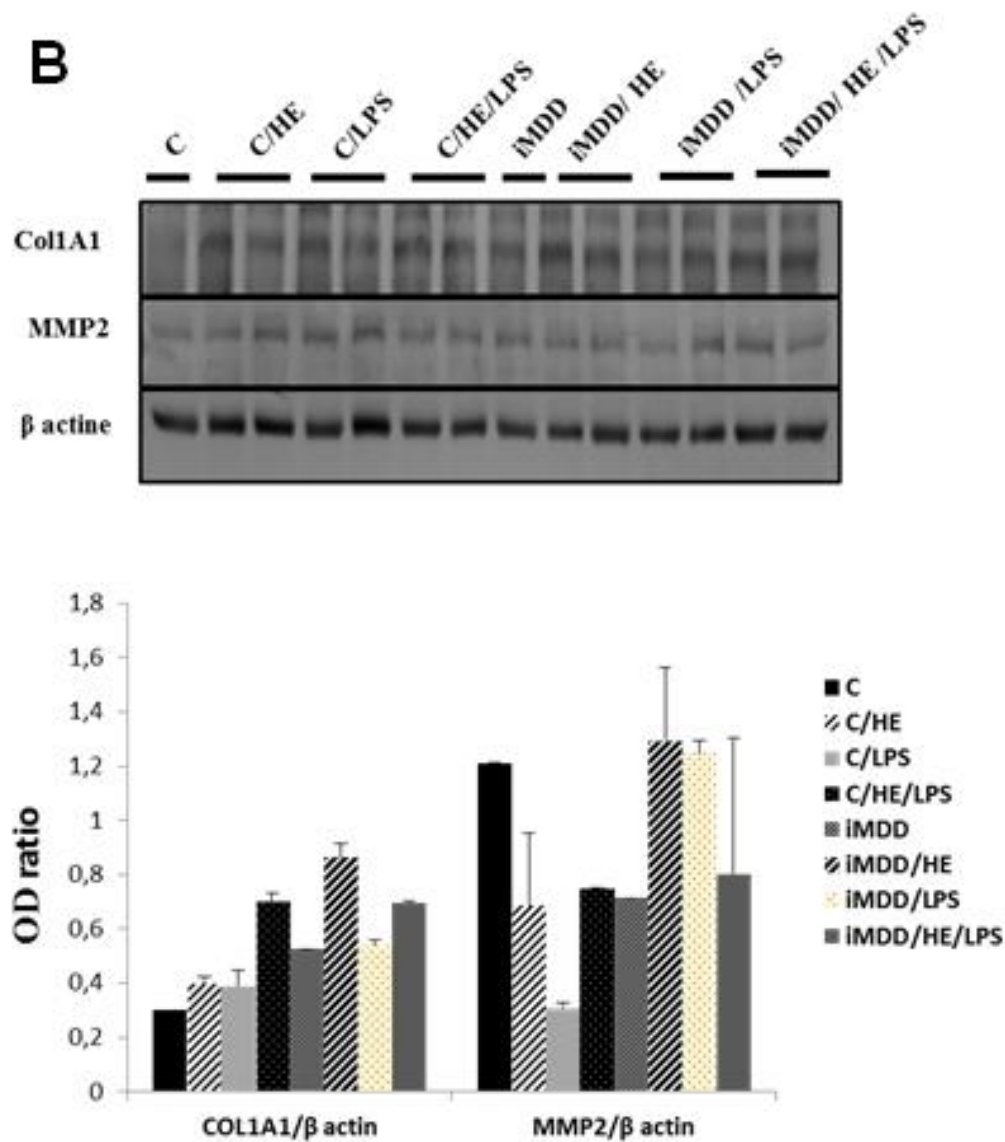 B
C C/HE C/LPS C/HE/LPS iMDD iMDD/ HE iMDD /LPS iMDD/ HE /LPS
Col1A1
MMP2
β actine
1,8
1,6
1,4
1,2
1
0,8
0,6
0,4
0,2
0
OD ratio
COL1A1/β actin MMP2/β actin
C
C/HE
C/LPS
C/HE/LPS
iMDD
iMDD/HE
iMDD/LPS
iMDD/HE/LPS